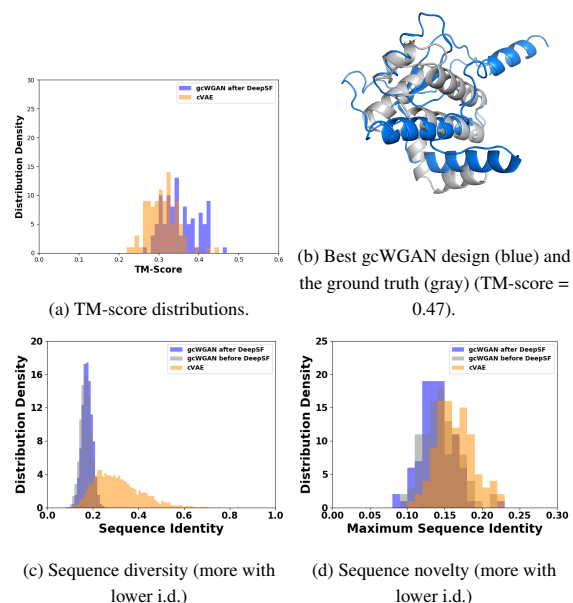 30
25
20
15
10
5
0
0.0 0.1 0.2 0.3 0.4 0.5 0.6
Distribution Density
TM-Score
gcWGAN after DeepSF
cVAE
(a) TM-score distributions.
(b) Best gcWGAN design (blue) and
the ground truth (gray) (TM-score =
0.47).
20
16
12
8
4
0
0.0 0.2 0.4 0.6 0.8 1.0
Distribution Density
Sequence Identity
gcWGAN after DeepSF
gcWGAN before DeepSF
cVAE
(c) Sequence diversity (more with
lower i.d.)
25
20
15
10
5
0
0.00 0.05 0.10 0.15 0.20 0.25 0.30
Distribution Density
Maximum Sequence Identity
gcWGAN after DeepSF
gcWGAN before DeepSF
cVAE
(d) Sequence novelty (more with
lower i.d.)